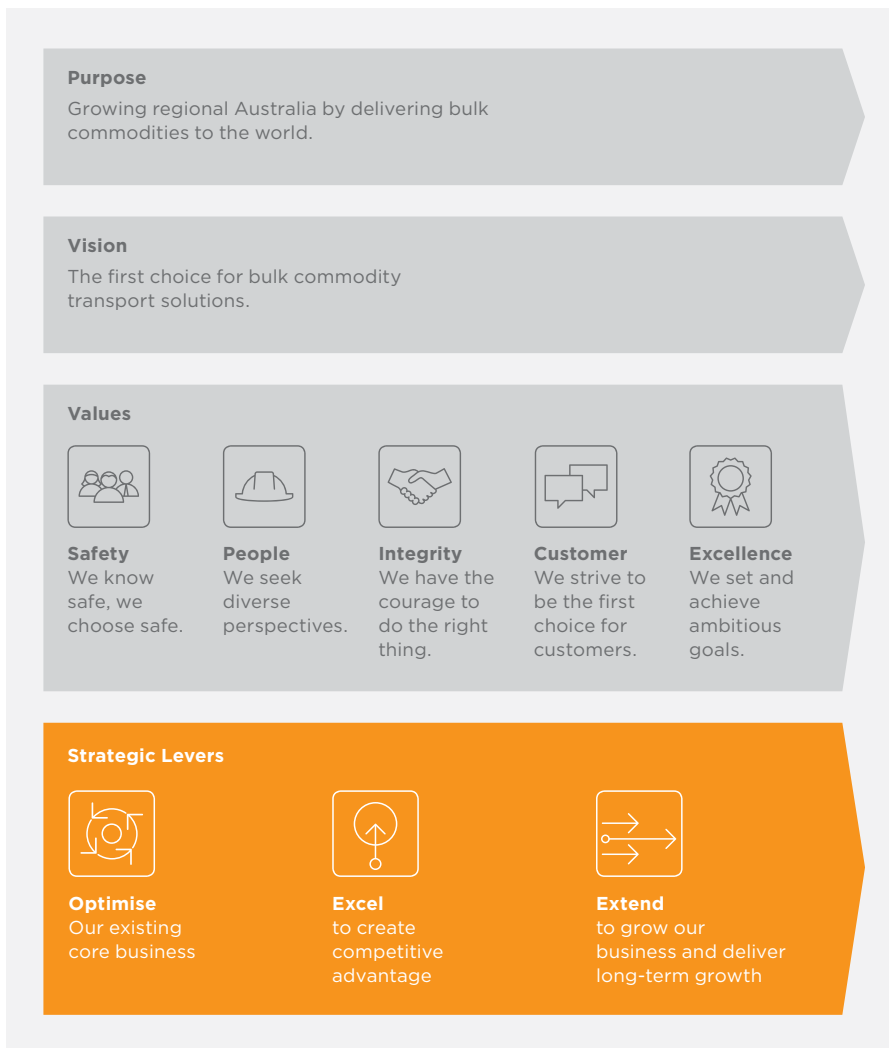 Purpose
Growing regional Australia by delivering bulk
commodities to the world.
Vision
The first choice for bulk commodity
transport solutions.
Values
Safety
We know
safe, we
choose safe.
People
We seek
diverse
perspectives.
Integrity
We have the
courage to
do the right
thing.
Customer
We strive to
be the first
choice for
customers.
Excellence
We set and
achieve
ambitious
goals.
Strategic Levers
Optimise
Our existing
core business
Excel
to create
competitive
advantage
Extend
to grow our
business and deliver
long-term growth